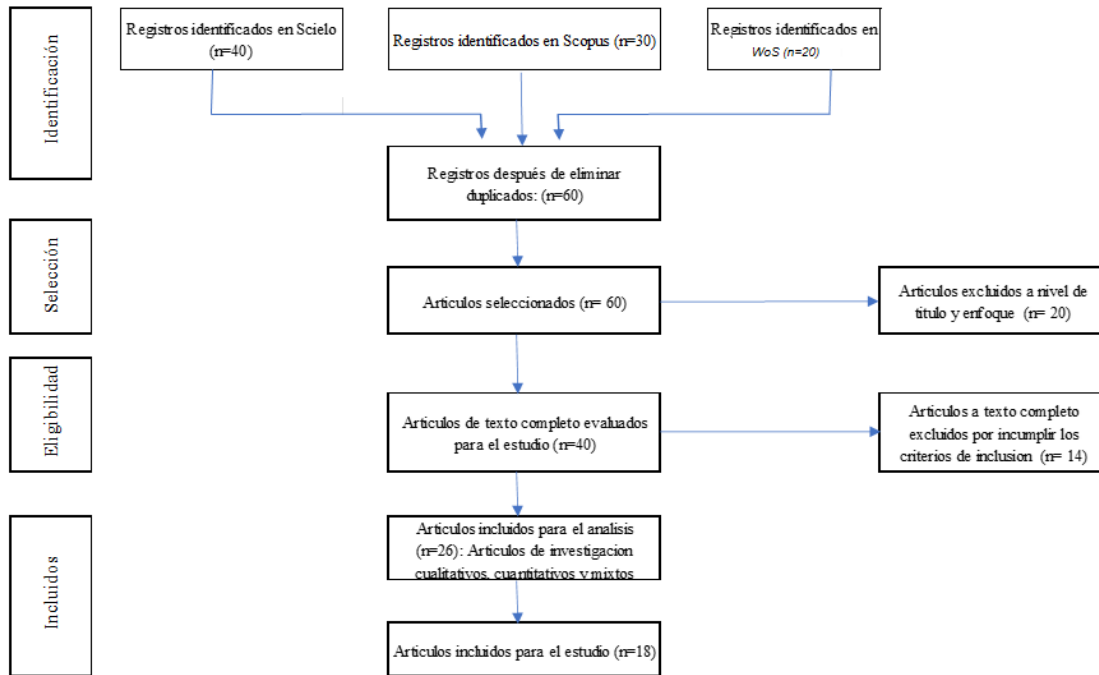 Identificación
Registros identificados en Scielo
(n=40)
Registros identificados en Scopus (n=30)
Registros identificados en
WoS (n=20)
Registros después de eliminar
duplicados: (n=60)
Selección
Articulos seleccionados (n= 60)
Articulos excluidos a nivel de
titulo y enfoque (n= 20)
Eligibilidad
Articulos de texto completo evaluados
para el estudio (n=40)
Articulos a texto completo
excluidos por incumplir los
criterios de inclusion (n= 14)
Incluidos
Articulos incluidos para el analisis
(n=26): Articulos de investigacion
cualitativos, cuantitativos y mixtos
Articulos incluidos para el estudio (n=18)